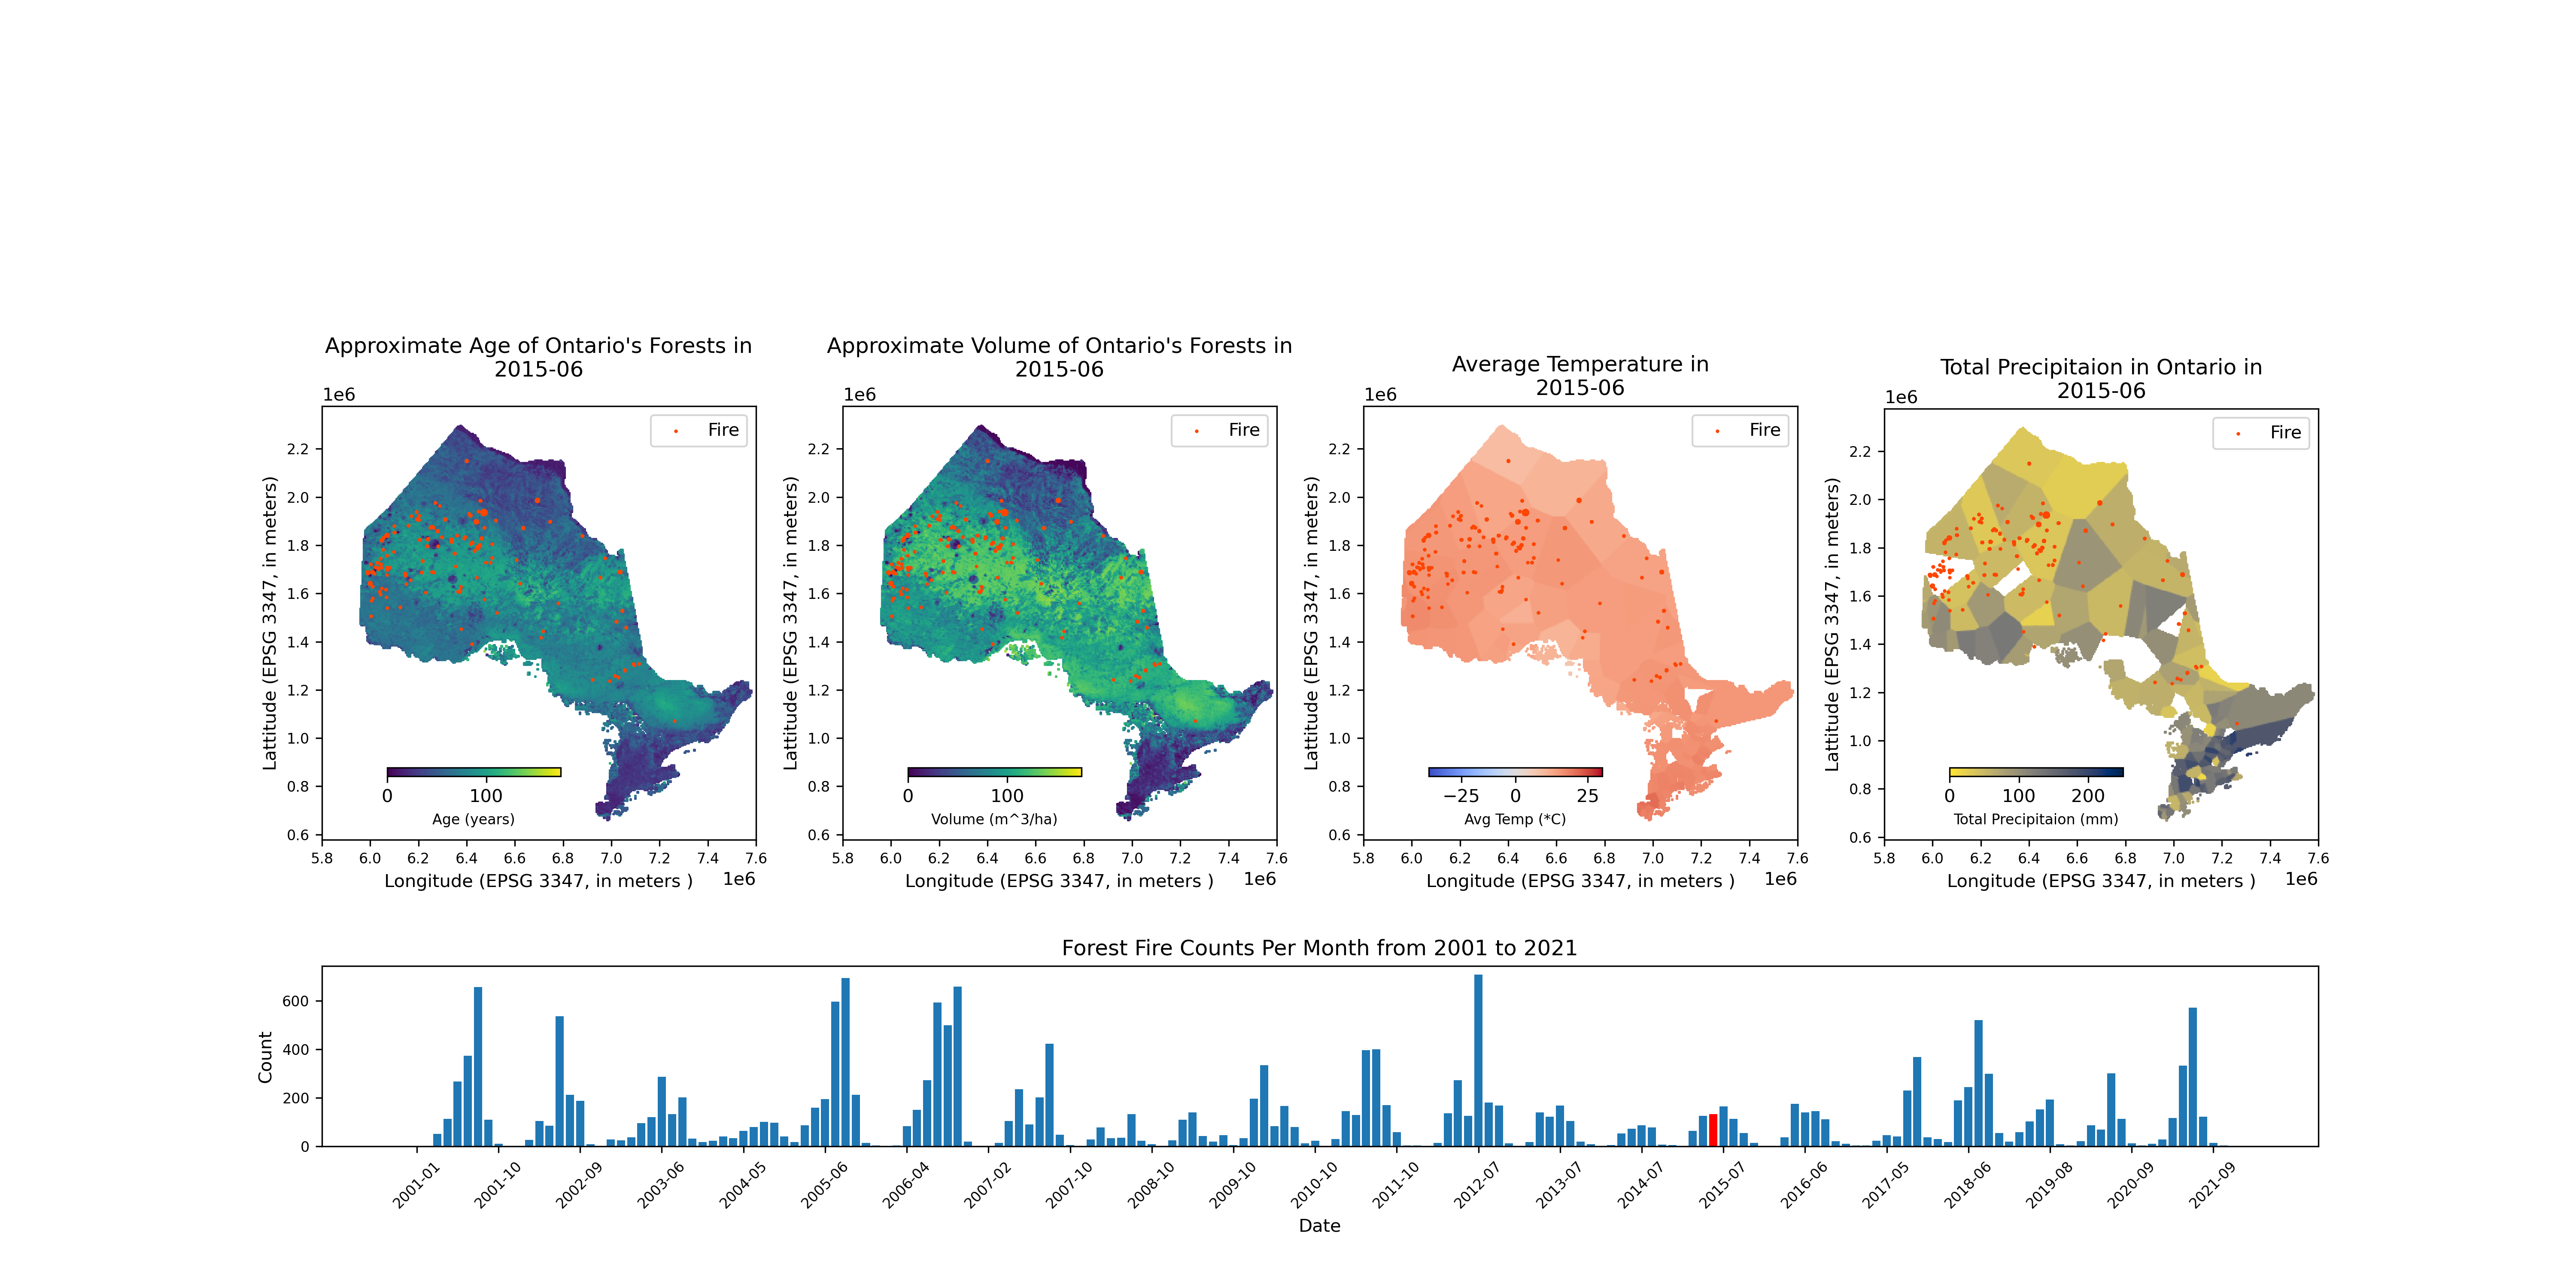 Approximate Age of Ontario's Forests in
2015-06
1e6
Fire
2.2
2.0
1.8
1.6
1.4
1.2
1.0
0.8
0.6
Lattitude (EPSG 3347, in meters)
0 100
Age (years)
5.8 6.0 6.2 6.4 6.6 6.8 7.0 7.2 7.4 7.6
Longitude (EPSG 3347, in meters ) 1e6
Approximate Volume of Ontario's Forests in
2015-06
1e6
Fire
2.2
2.0
1.8
1.6
1.4
1.2
1.0
0.8
0.6
Lattitude (EPSG 3347, in meters)
0 100
Volume (m^3/ha)
5.8 6.0 6.2 6.4 6.6 6.8 7.0 7.2 7.4 7.6
Longitude (EPSG 3347, in meters ) 1e6
Average Temperature in
2015-06
1e6
Fire
2.2
2.0
1.8
1.6
1.4
1.2
1.0
0.8
0.6
Lattitude (EPSG 3347, in meters)
−25 0 25
Avg Temp (*C)
5.8 6.0 6.2 6.4 6.6 6.8 7.0 7.2 7.4 7.6
Longitude (EPSG 3347, in meters ) 1e6
Total Precipitaion in Ontario in
2015-06
1e6
Fire
2.2
2.0
1.8
1.6
1.4
1.2
1.0
0.8
0.6
Lattitude (EPSG 3347, in meters)
0 100 200
Total Precipitaion (mm)
5.8 6.0 6.2 6.4 6.6 6.8 7.0 7.2 7.4 7.6
Longitude (EPSG 3347, in meters ) 1e6
Forest Fire Counts Per Month from 2001 to 2021
600
400
200
0
Count
2001-01 2001-10 2002-09 2003-06 2004-05 2005-06 2006-04 2007-02 2007-10 2008-10 2009-10 2010-10 2011-10 2012-07 2013-07 2014-07 2015-07 2016-06 2017-05 2018-06 2019-08 2020-09 2021-09
Date